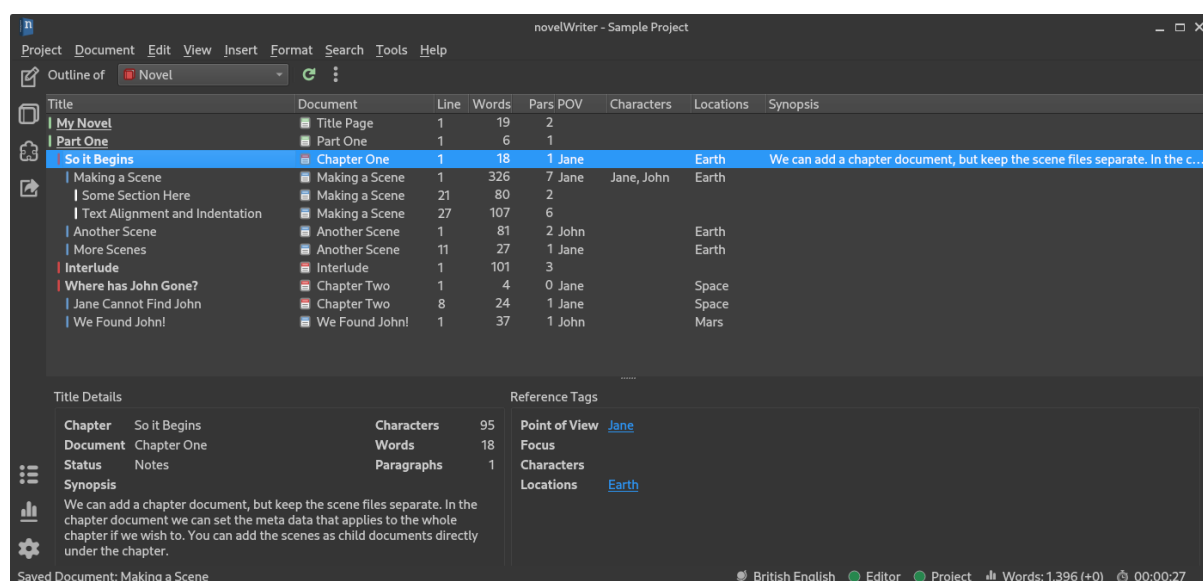 n
novelWriter - Sample Project
Project Document Edit View Insert Format Search Tools Help
Outline of Novel
Title Document Line Words Pars POV Characters Locations Synopsis
My Novel Title Page 1 19 2
Part One Part One 1 6 1
So it Begins Chapter One 1 18 1 Jane Earth We can add a chapter document, but keep the scene files separate. In the c...
Making a Scene Making a Scene 1 326 7 Jane Jane, John Earth
Some Section Here Making a Scene 21 80 2
Text Alignment and Indentation Making a Scene 27 107 6
Another Scene Another Scene 1 81 2 John Earth
More Scenes Another Scene 11 27 1 Jane Earth
Interlude Interlude 1 101 3
Where has John Gone? Chapter Two 1 4 0 Jane Space
Jane Cannot Find John Chapter Two 8 24 1 Jane Space
We Found John! We Found John! 1 37 1 John Mars
Title Details
Chapter So it Begins Characters 95
Document Chapter One Words 18
Status Notes Paragraphs 1
Synopsis
We can add a chapter document, but keep the scene files separate. In the
chapter document we can set the meta data that applies to the whole
chapter if we wish to. You can add the scenes as child documents directly
under the chapter.
Reference Tags
Point of View Jane
Focus
Characters
Locations Earth
Saved Document: Making a Scene British English Editor Project Words: 1,396 (+0) 00:00:27